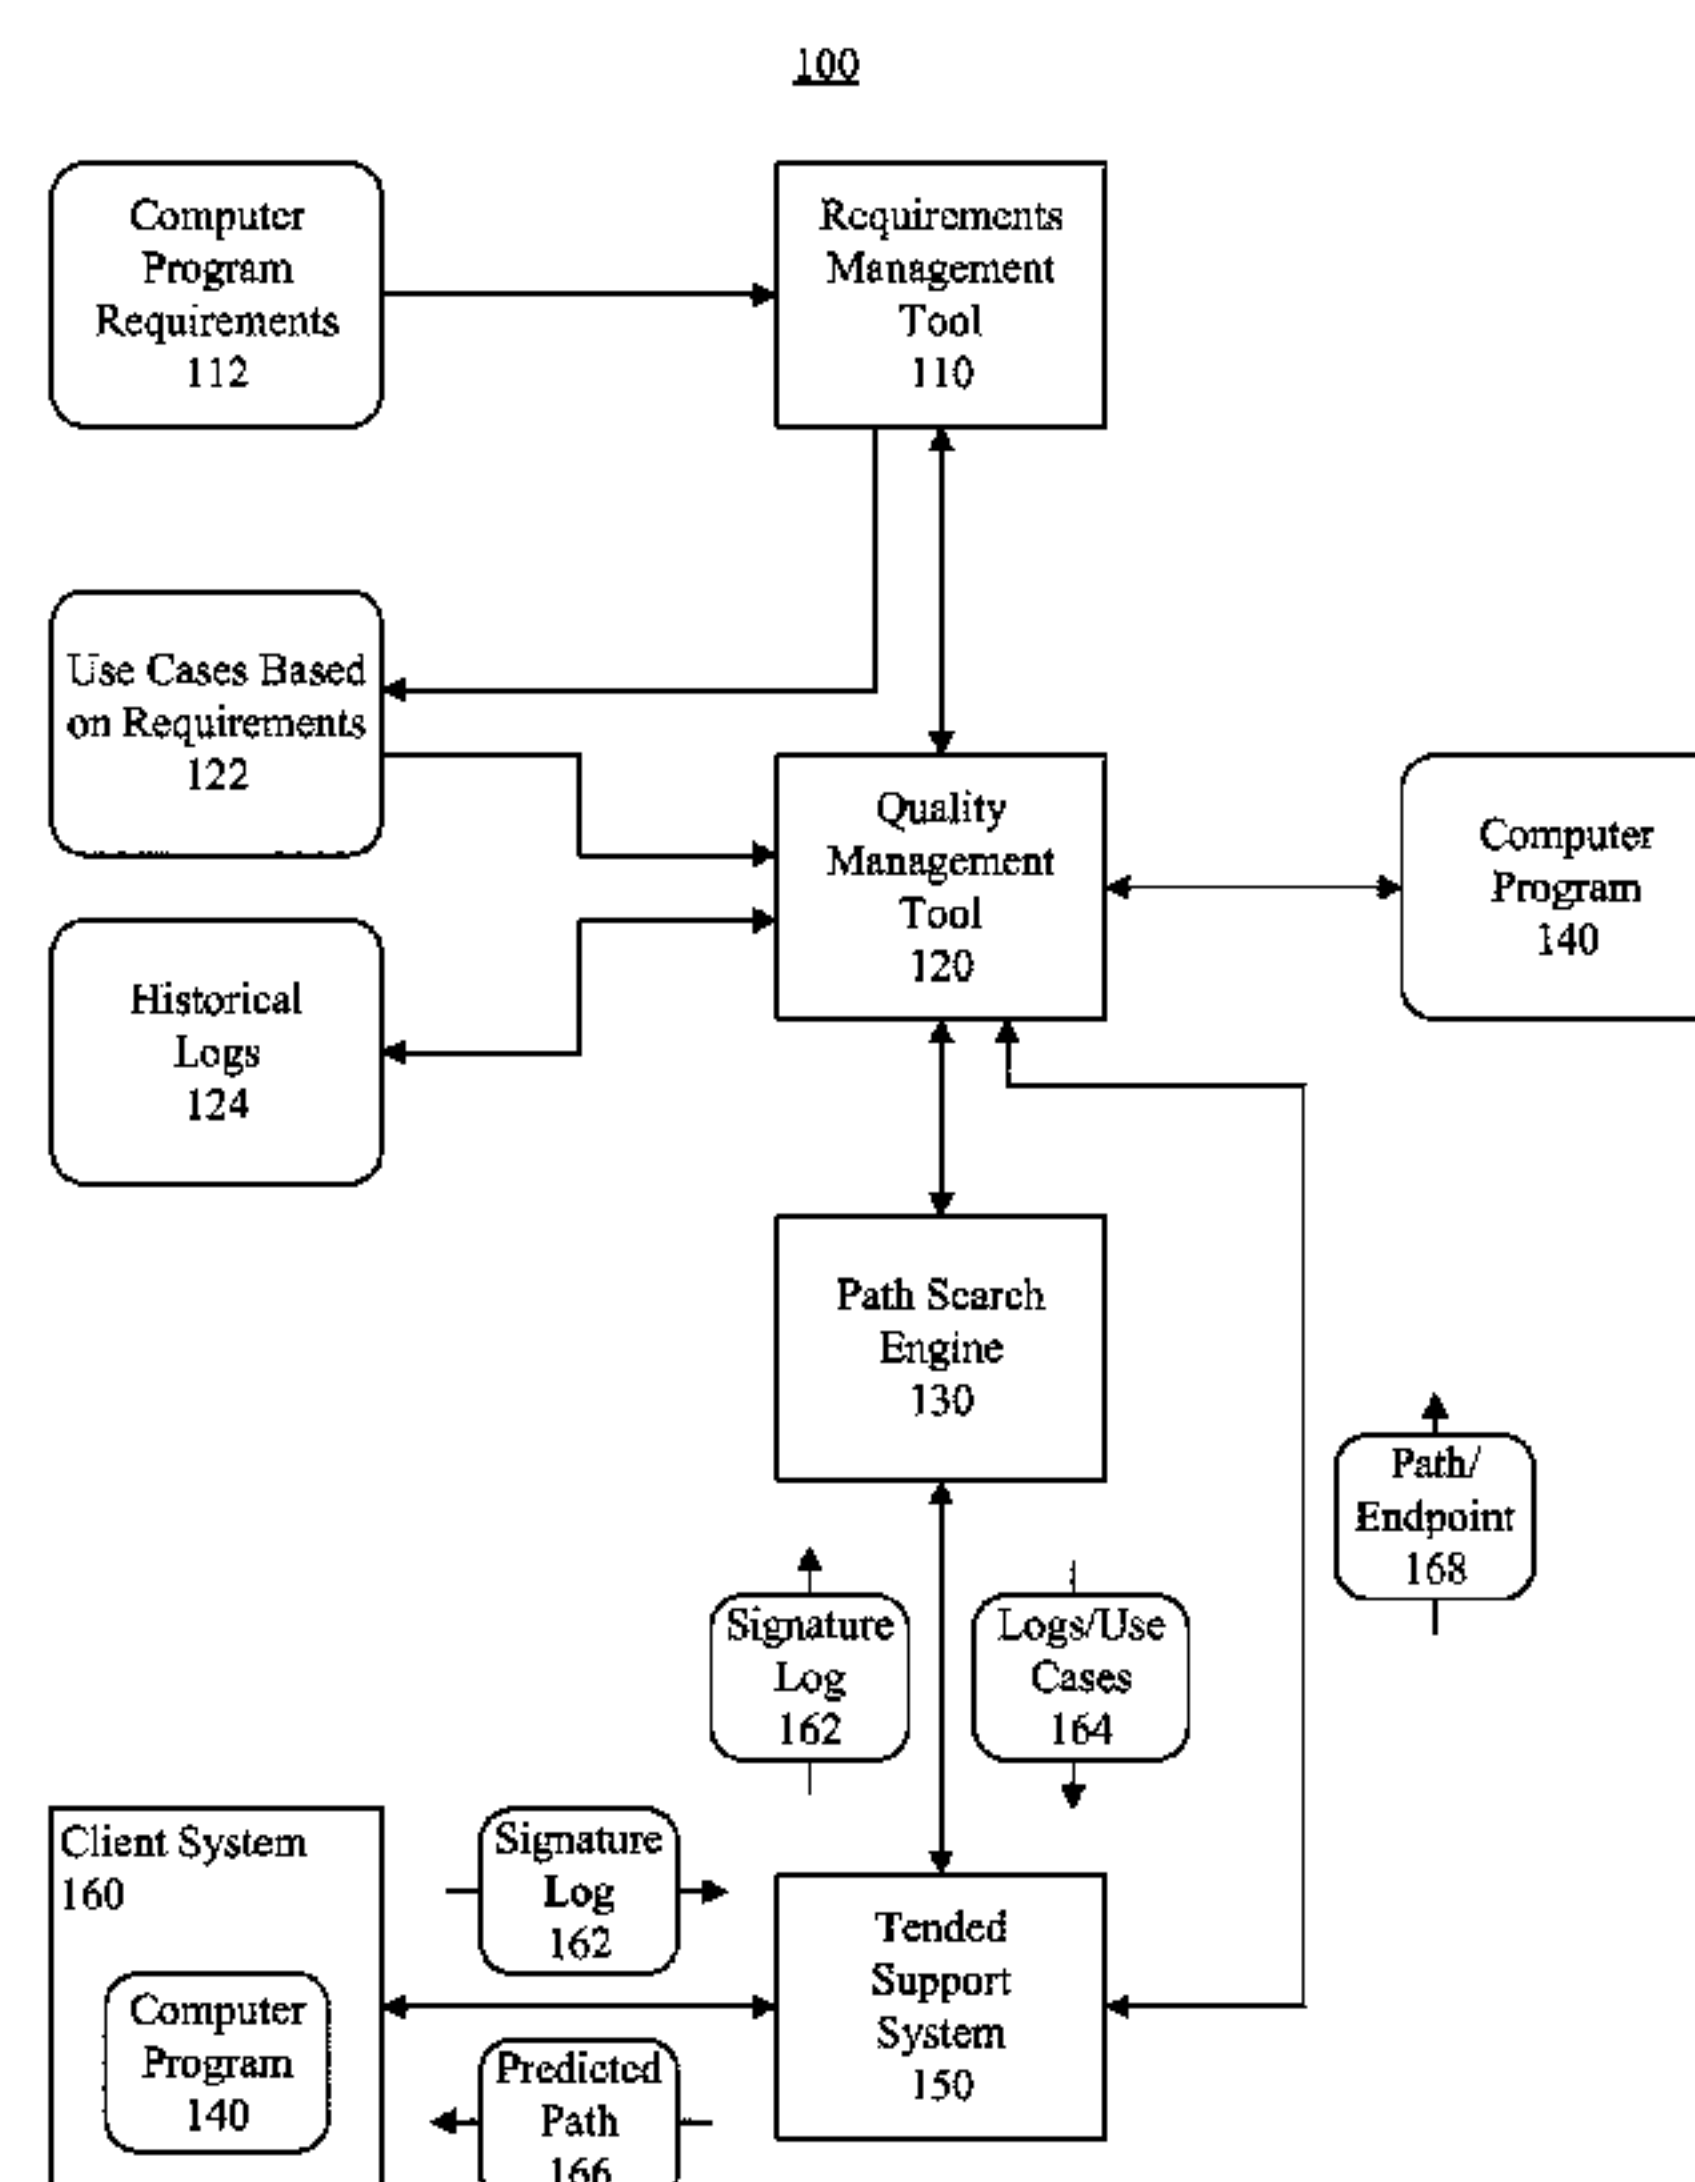 100
Computer
Program
Requirements
112
Requirements
Management
Tool
110
Use Cases Based
on Requirements
122
Quality
Management
Tool
120
Computer
Program
140
Historical
Logs
124
Path Search
Engine
130
Path/
Endpoint
168
Signature
Log
162
Logs/Use
Cases
164
Client System
160
Signature
Log
162
Computer
Program
140
Tended
Support
System
150
Predicted
Path
166